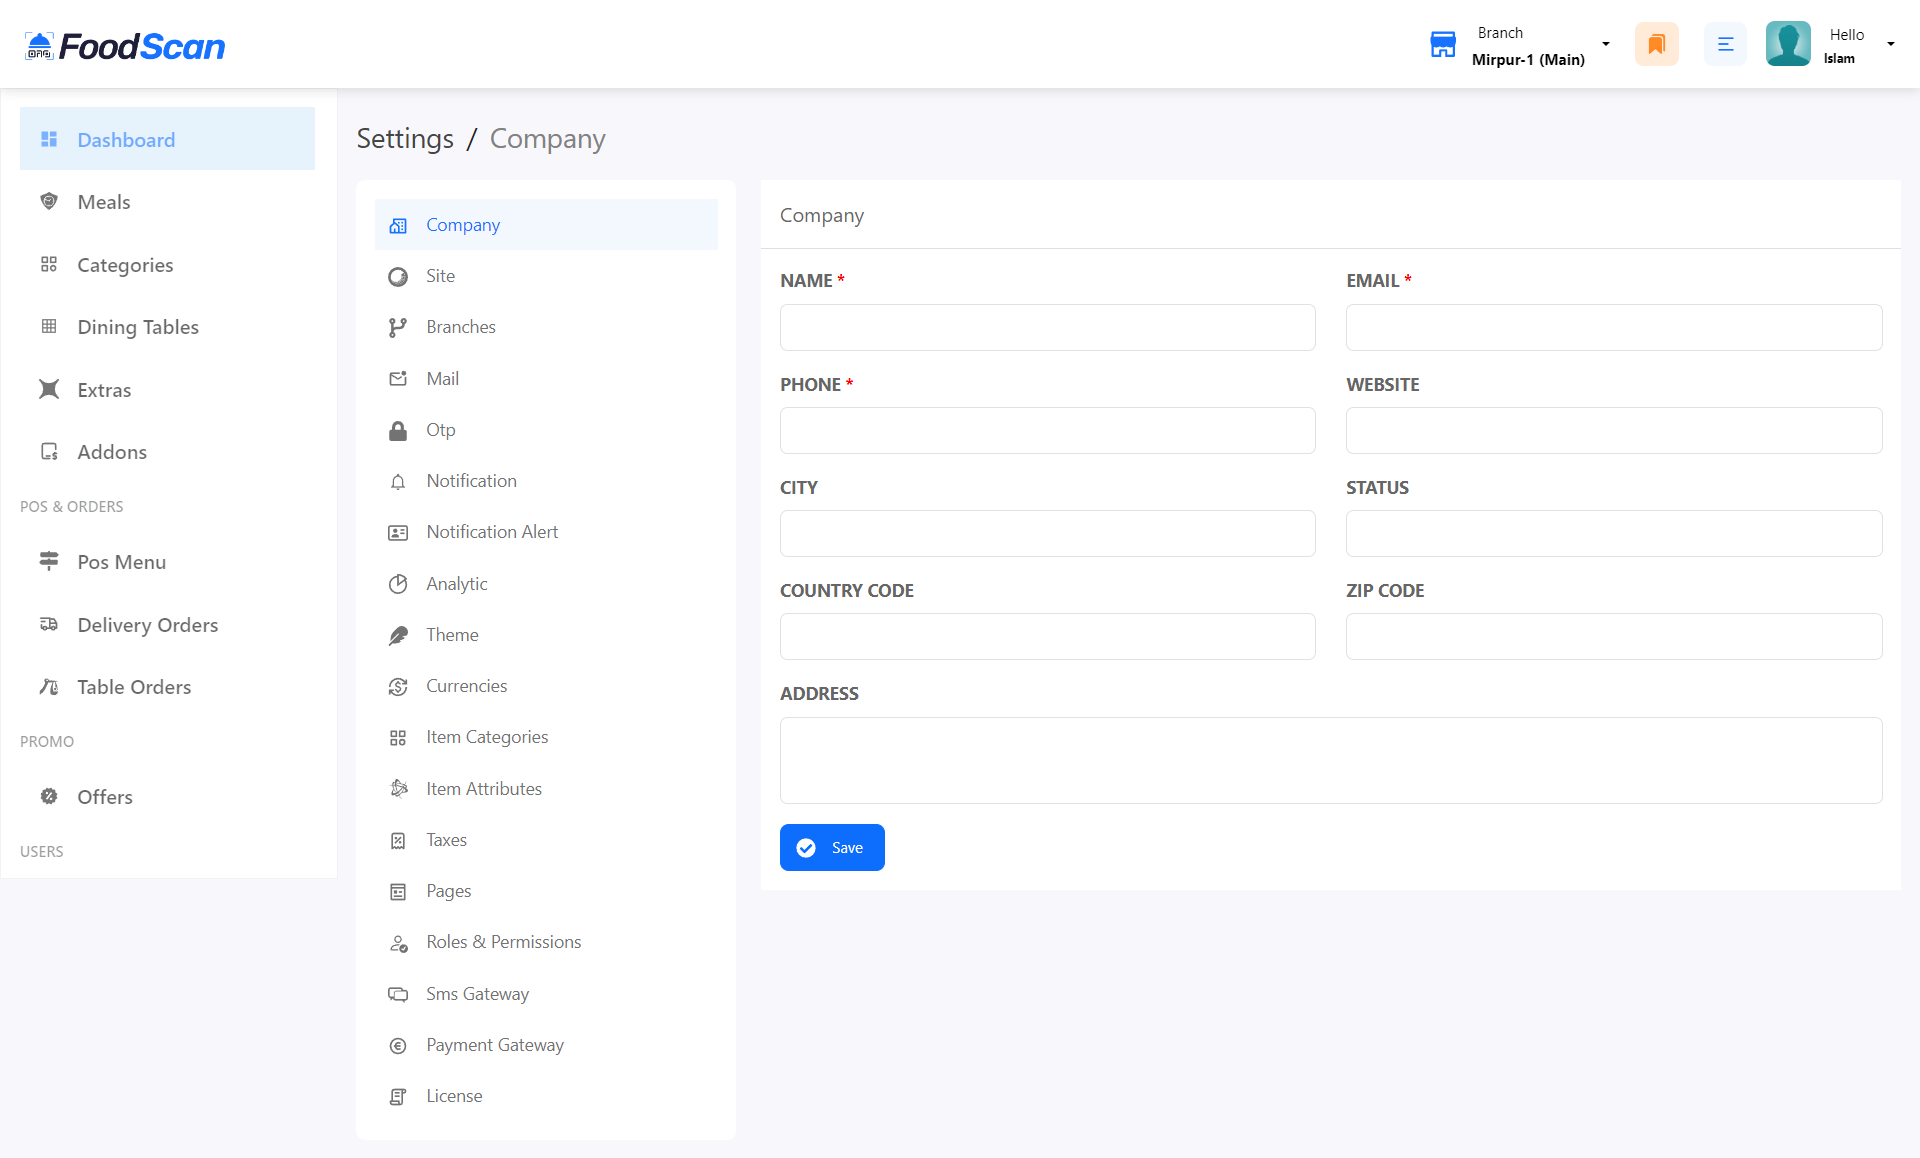 FoodScan
Branch
Mirpur-1 (Main)
Hello
Islam
Dashboard
Meals
Categories
Dining Tables
Extras
Addons
POS & ORDERS
Pos Menu
Delivery Orders
Table Orders
PROMO
Offers
USERS
Settings / Company
Company
Site
Branches
Mail
Otp
Notification
Notification Alert
Analytic
Theme
Currencies
Item Categories
Item Attributes
Taxes
Pages
Roles & Permissions
Sms Gateway
Payment Gateway
License
Company
NAME *
EMAIL *
PHONE *
WEBSITE
CITY
STATUS
COUNTRY CODE
ZIP CODE
ADDRESS
Save